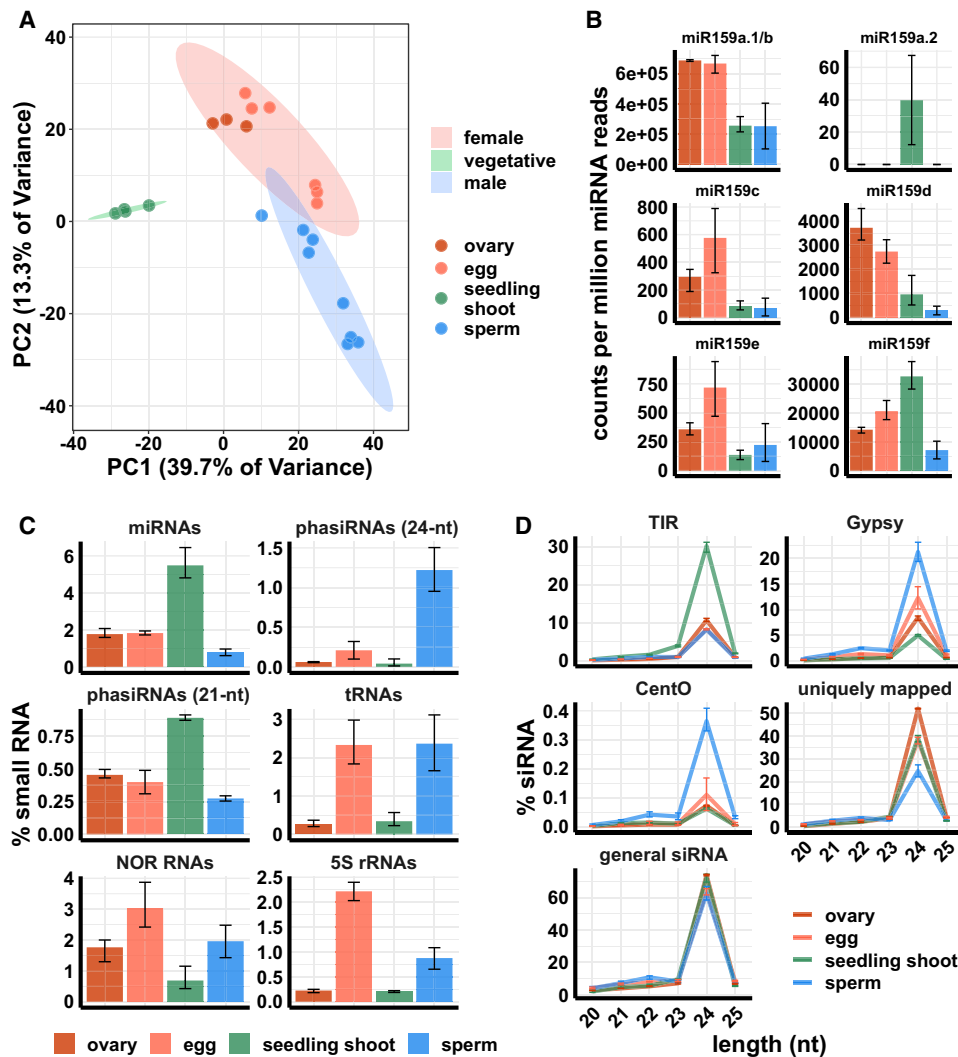 A
40
20
0
-20
-40
-40
-20
0
20
40
PC2 (13.3% of Variance)
PC1 (39.7% of Variance)
female
vegetative
male
ovary
egg
seedling
shoot
sperm
B
counts per million miRNA reads
miR159a.1/b
6e+05
4e+05
2e+05
0e+00
miR159a.2
60
40
20
0
miR159c
800
600
400
200
0
miR159d
4000
3000
2000
1000
0
miR159e
750
500
250
0
miR159f
30000
20000
10000
0
C
% small RNA
miRNAs
6
4
2
0
phasiRNAs (24-nt)
1.5
1.0
0.5
0.0
phasiRNAs (21-nt)
0.75
0.50
0.25
0.00
tRNAs
3
2
1
0
NOR RNAs
4
3
2
1
0
5S rRNAs
2.5
2.0
1.5
1.0
0.5
0.0
ovary
egg
seedling shoot
sperm
D
% siRNA
TIR
30
20
10
0
Gypsy
20
15
10
5
0
CentO
0.4
0.3
0.2
0.1
0.0
uniquely mapped
50
40
30
20
10
0
20
21
22
23
24
25
general siRNA
80
60
40
20
0
20
21
22
23
24
25
length (nt)
ovary
egg
seedling shoot
sperm